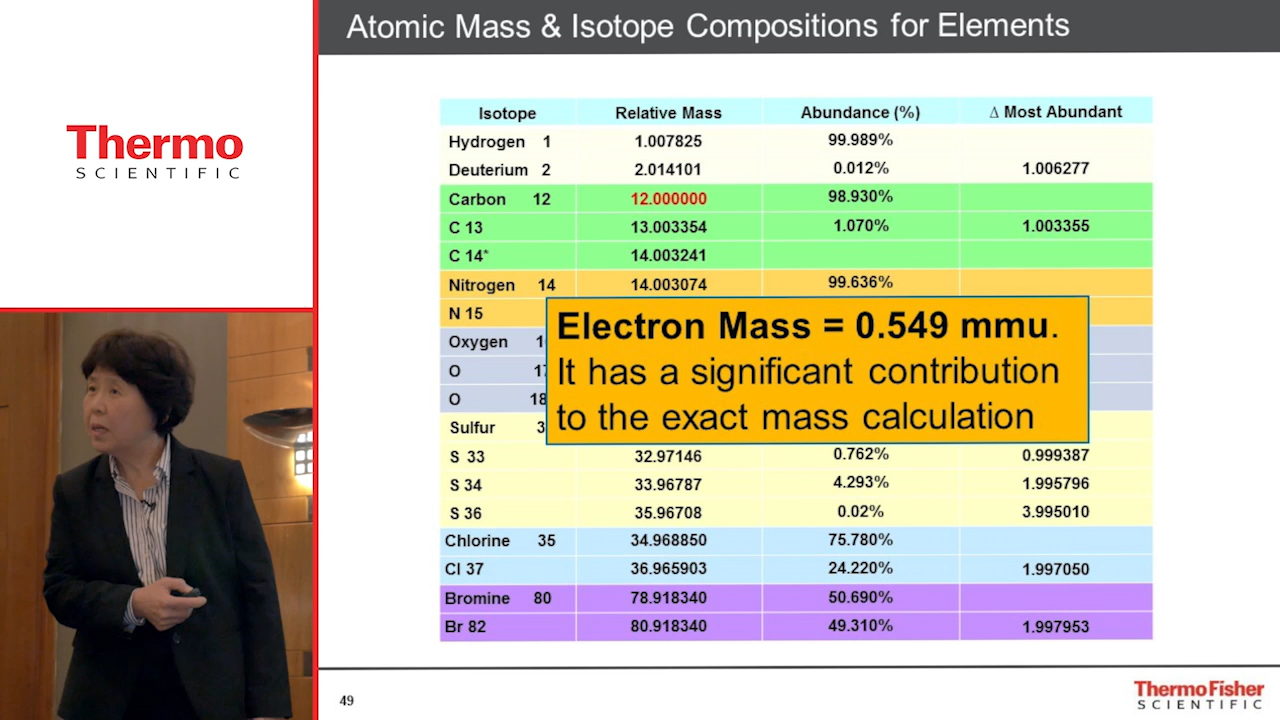 Atomic Mass & Isotope Compositions for Elements
Thermo
SCIENTIFIC
Isotope Relative Mass Abundance (%) Δ Most Abundant
Hydrogen 1 1.007825 99.989%
Deuterium 2 2.014101 0.012% 1.006277
Carbon 12 12.000000 98.930%
C 13 13.003354 1.070% 1.003355
C 14* 14.003241
Nitrogen 14 14.003074 99.636%
N 15
Oxygen 1
O 17
O 18
Sulfur 3
Electron Mass = 0.549 mmu.
It has a significant contribution
to the exact mass calculation
S 33 32.97146 0.762% 0.999387
S 34 33.96787 4.293% 1.995796
S 36 35.96708 0.02% 3.995010
Chlorine 35 34.968850 75.780%
Cl 37 36.965903 24.220% 1.997050
Bromine 80 78.918340 50.690%
Br 82 80.918340 49.310% 1.997953
49
ThermoFisher
SCIENTIFIC